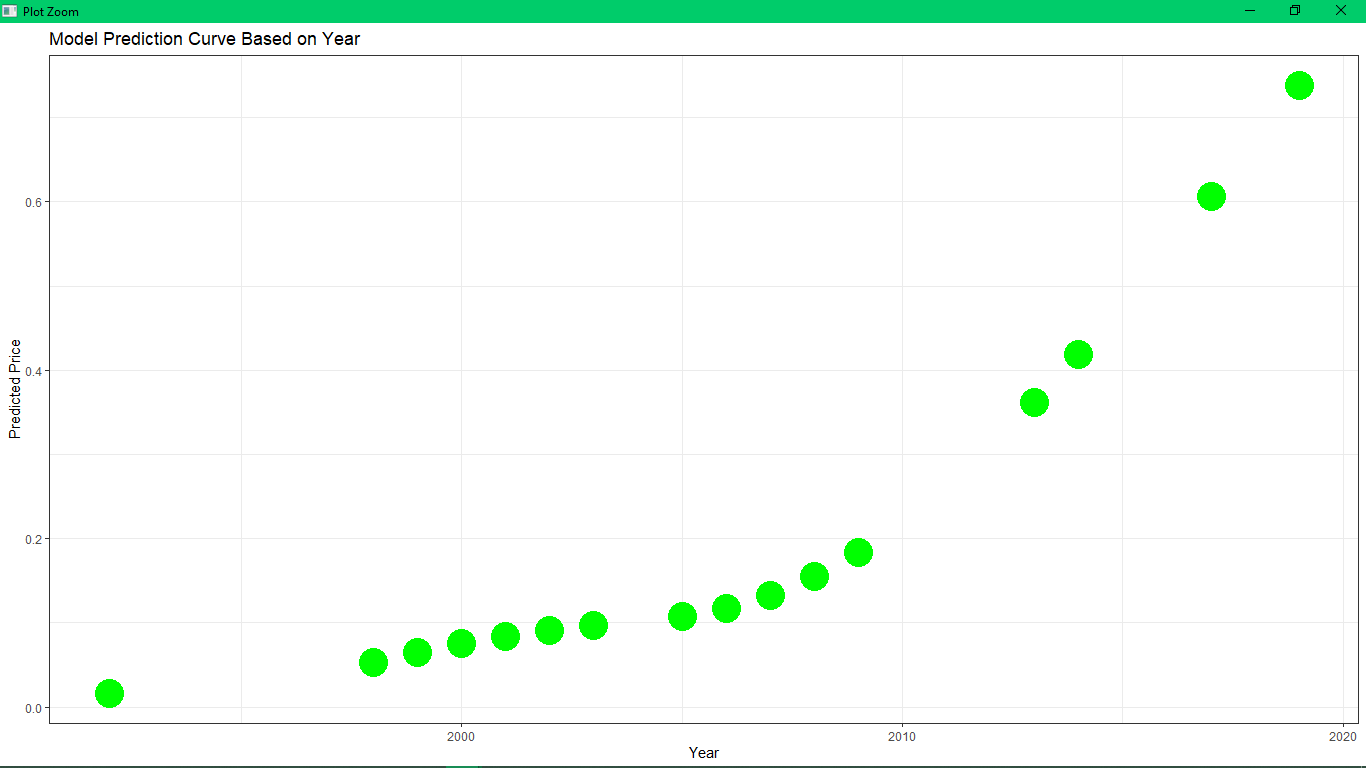 Plot Zoom
Model Prediction Curve Based on Year
Predicted Price
0.6
0.4
0.2
0.0
2000
2010
2020
Year